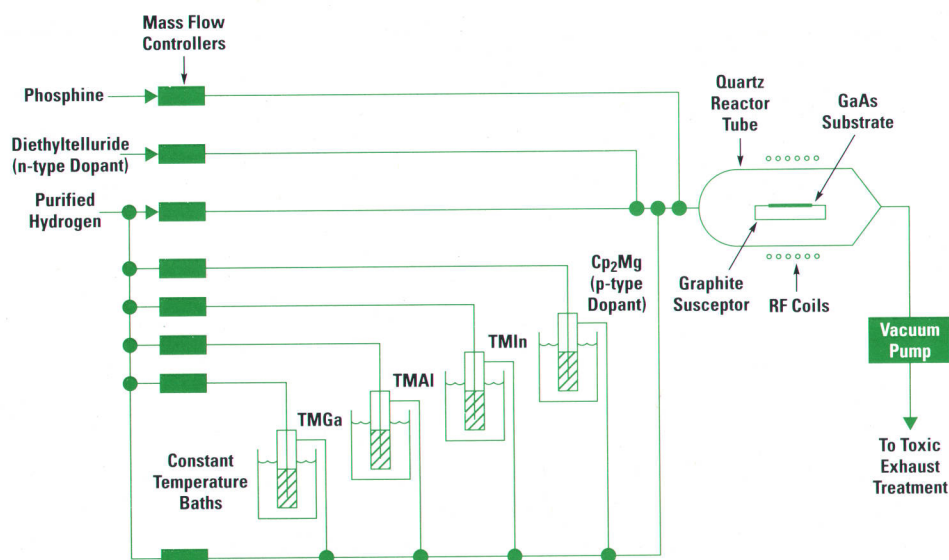 Mass Flow
Controllers
Phosphine
Diethyltelluride
(n-type Dopant)
Purified
Hydrogen
Quartz
Reactor
Tube
GaAs
Substrate
Graphite
Susceptor
RF Coils
Cp₂Mg
(p-type
Dopant)
TMIn
TMAl
TMGa
Constant
Temperature
Baths
Vacuum
Pump
To Toxic
Exhaust
Treatment